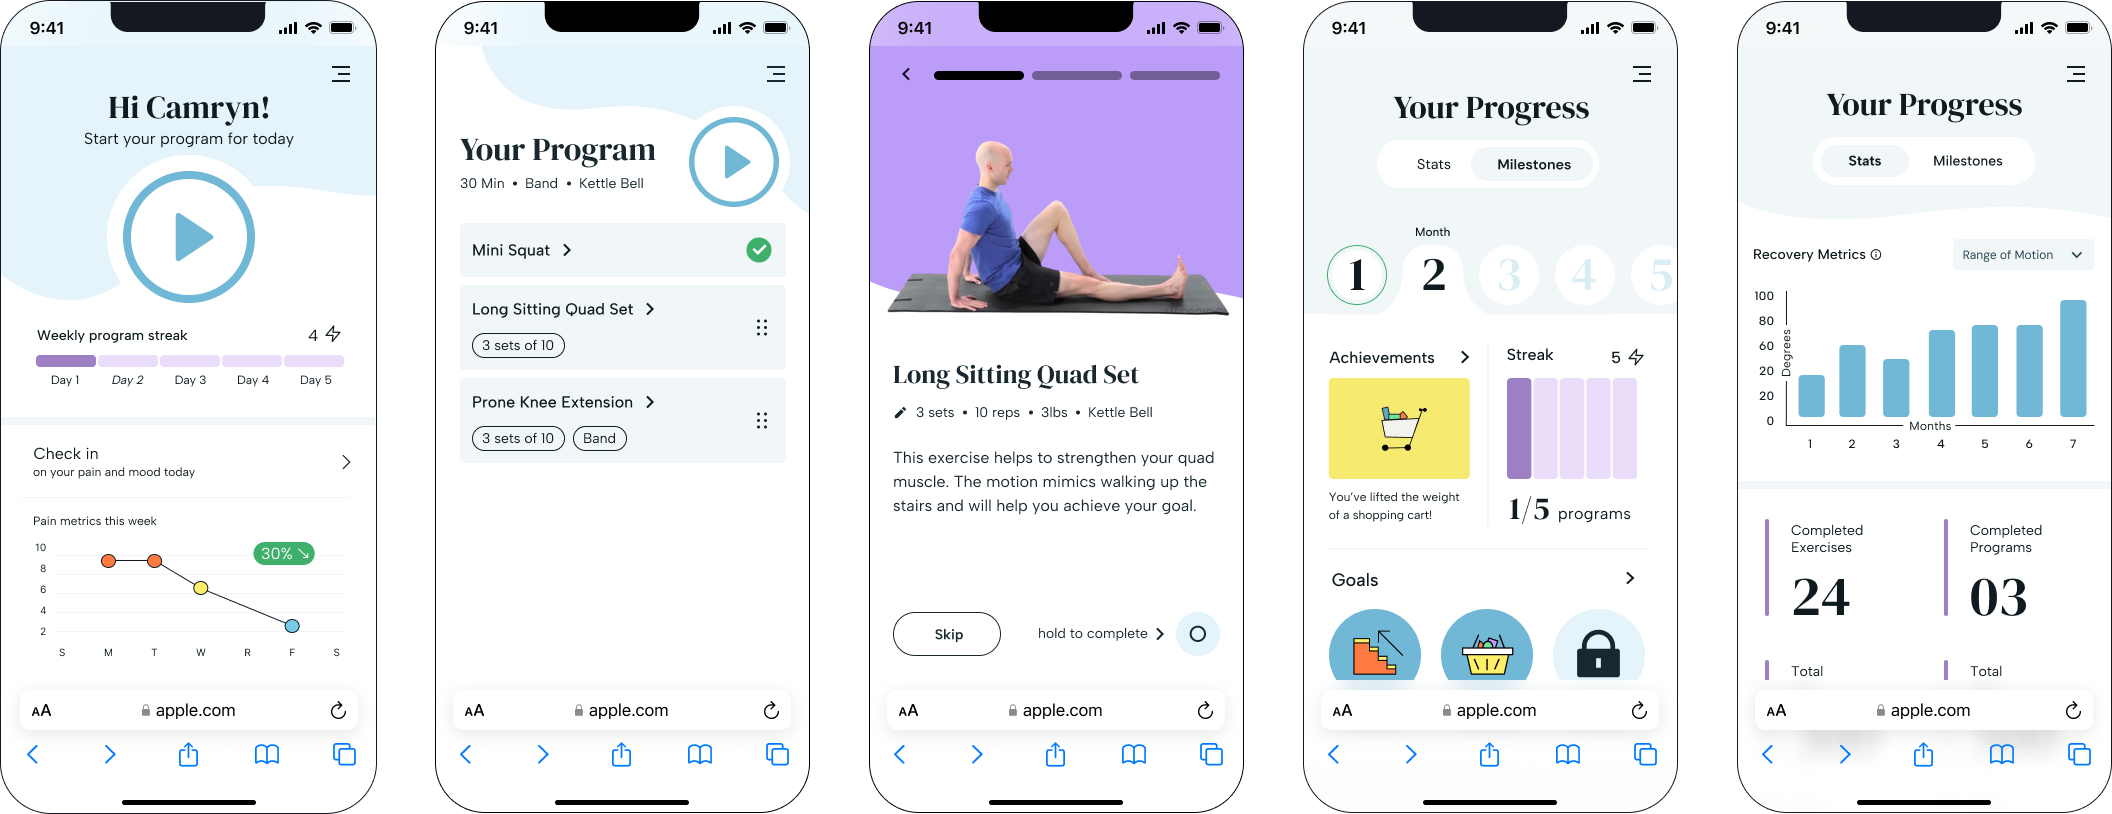 9:41
Hi Camryn!
Start your program for today
Weekly program streak 4
Day 1 Day 2 Day 3 Day 4 Day 5
Check in
on your pain and mood today
Pain metrics this week
30%
10
8
6
4
2
S M T W R F S
AA apple.com
9:41
Your Program
30 Min • Band • Kettle Bell
Mini Squat
Long Sitting Quad Set
3 sets of 10
Prone Knee Extension
3 sets of 10 Band
AA apple.com
9:41
Long Sitting Quad Set
3 sets • 10 reps • 3lbs • Kettle Bell
This exercise helps to strengthen your quad
muscle. The motion mimics walking up the
stairs and will help you achieve your goal.
Skip hold to complete
AA apple.com
9:41
Your Progress
Stats Milestones
Month
1 2 3 4 5
Achievements
You've lifted the weight
of a shopping cart!
Streak 5
1/5 programs
Goals
AA apple.com
9:41
Your Progress
Stats Milestones
Recovery Metrics Range of Motion
100
80
60
20
20
0
Degrees
Months
1 2 3 4 5 6 7
Completed
Exercises
24
Completed
Programs
03
Total
Total
AA apple.com